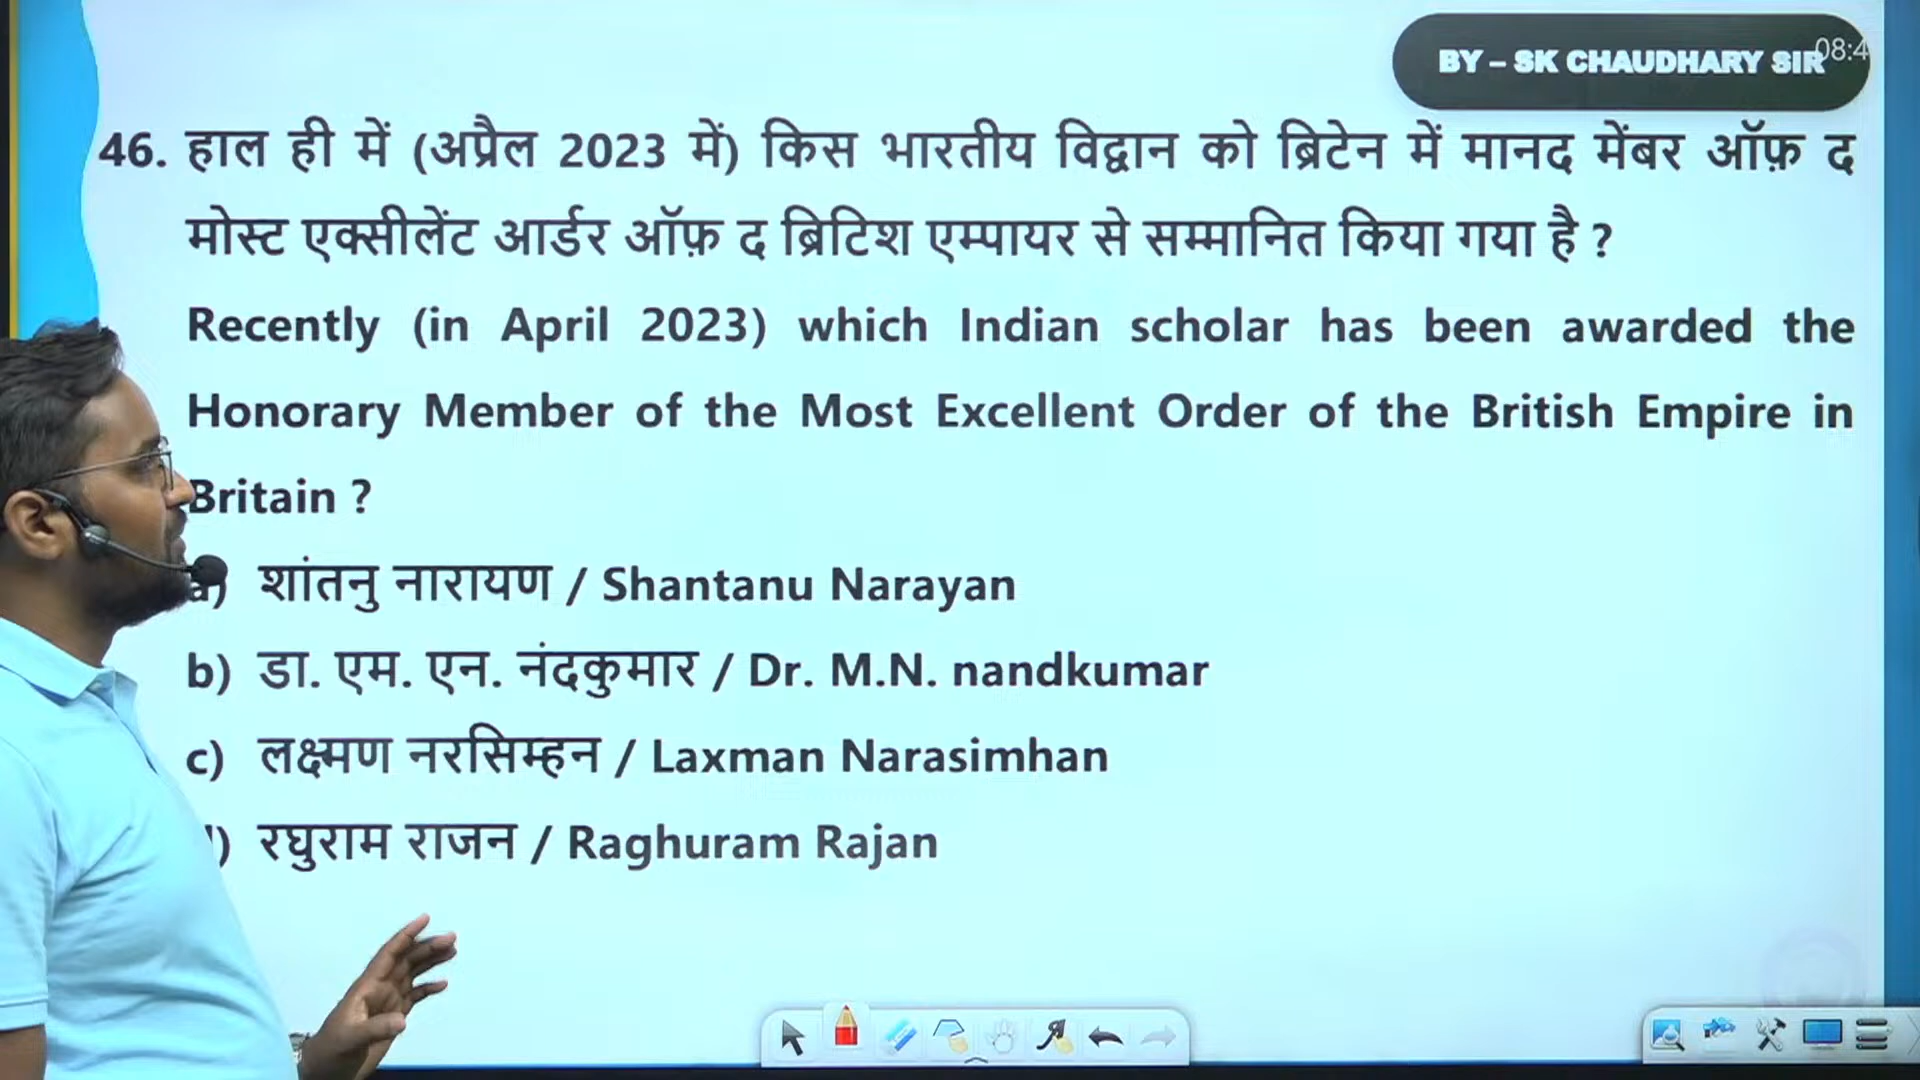 BY – SK CHAUDHARY SIR
08:4
46. हाल ही में (अप्रैल 2023 में) किस भारतीय विद्वान को ब्रिटेन में मानद मेंबर ऑफ़ द
मोस्ट एक्सीलेंट आर्डर ऑफ़ द ब्रिटिश एम्पायर से सम्मानित किया गया है ?
Recently (in April 2023) which Indian scholar has been awarded the
Honorary Member of the Most Excellent Order of the British Empire in
Britain ?
a) शांतनु नारायण / Shantanu Narayan
b) डा. एम. एन. नंदकुमार / Dr. M.N. nandkumar
c) लक्ष्मण नरसिम्हन / Laxman Narasimhan
) रघुराम राजन / Raghuram Rajan